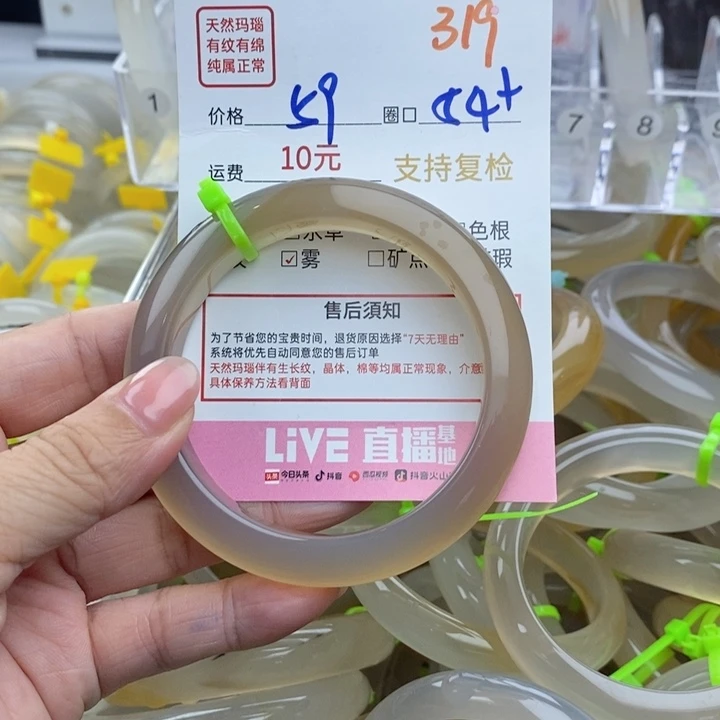 天然玛瑙
有纹有绵
纯属正常
319
价格 59 圈口 54+
运费 10元 支持复检
色根
☑雾 □矿点 瑕
售后須知
为了节省您的宝贵时间，退货原因选择“7天无理由”
系统将优先自动同意您的售后订单
天然玛瑙伴有生长纹，晶体，棉等均属正常现象，介意
具体保养方法看背面
LiVE 直播基地
头条 今日头条 抖音 西瓜视频 抖音火山
1
7
8